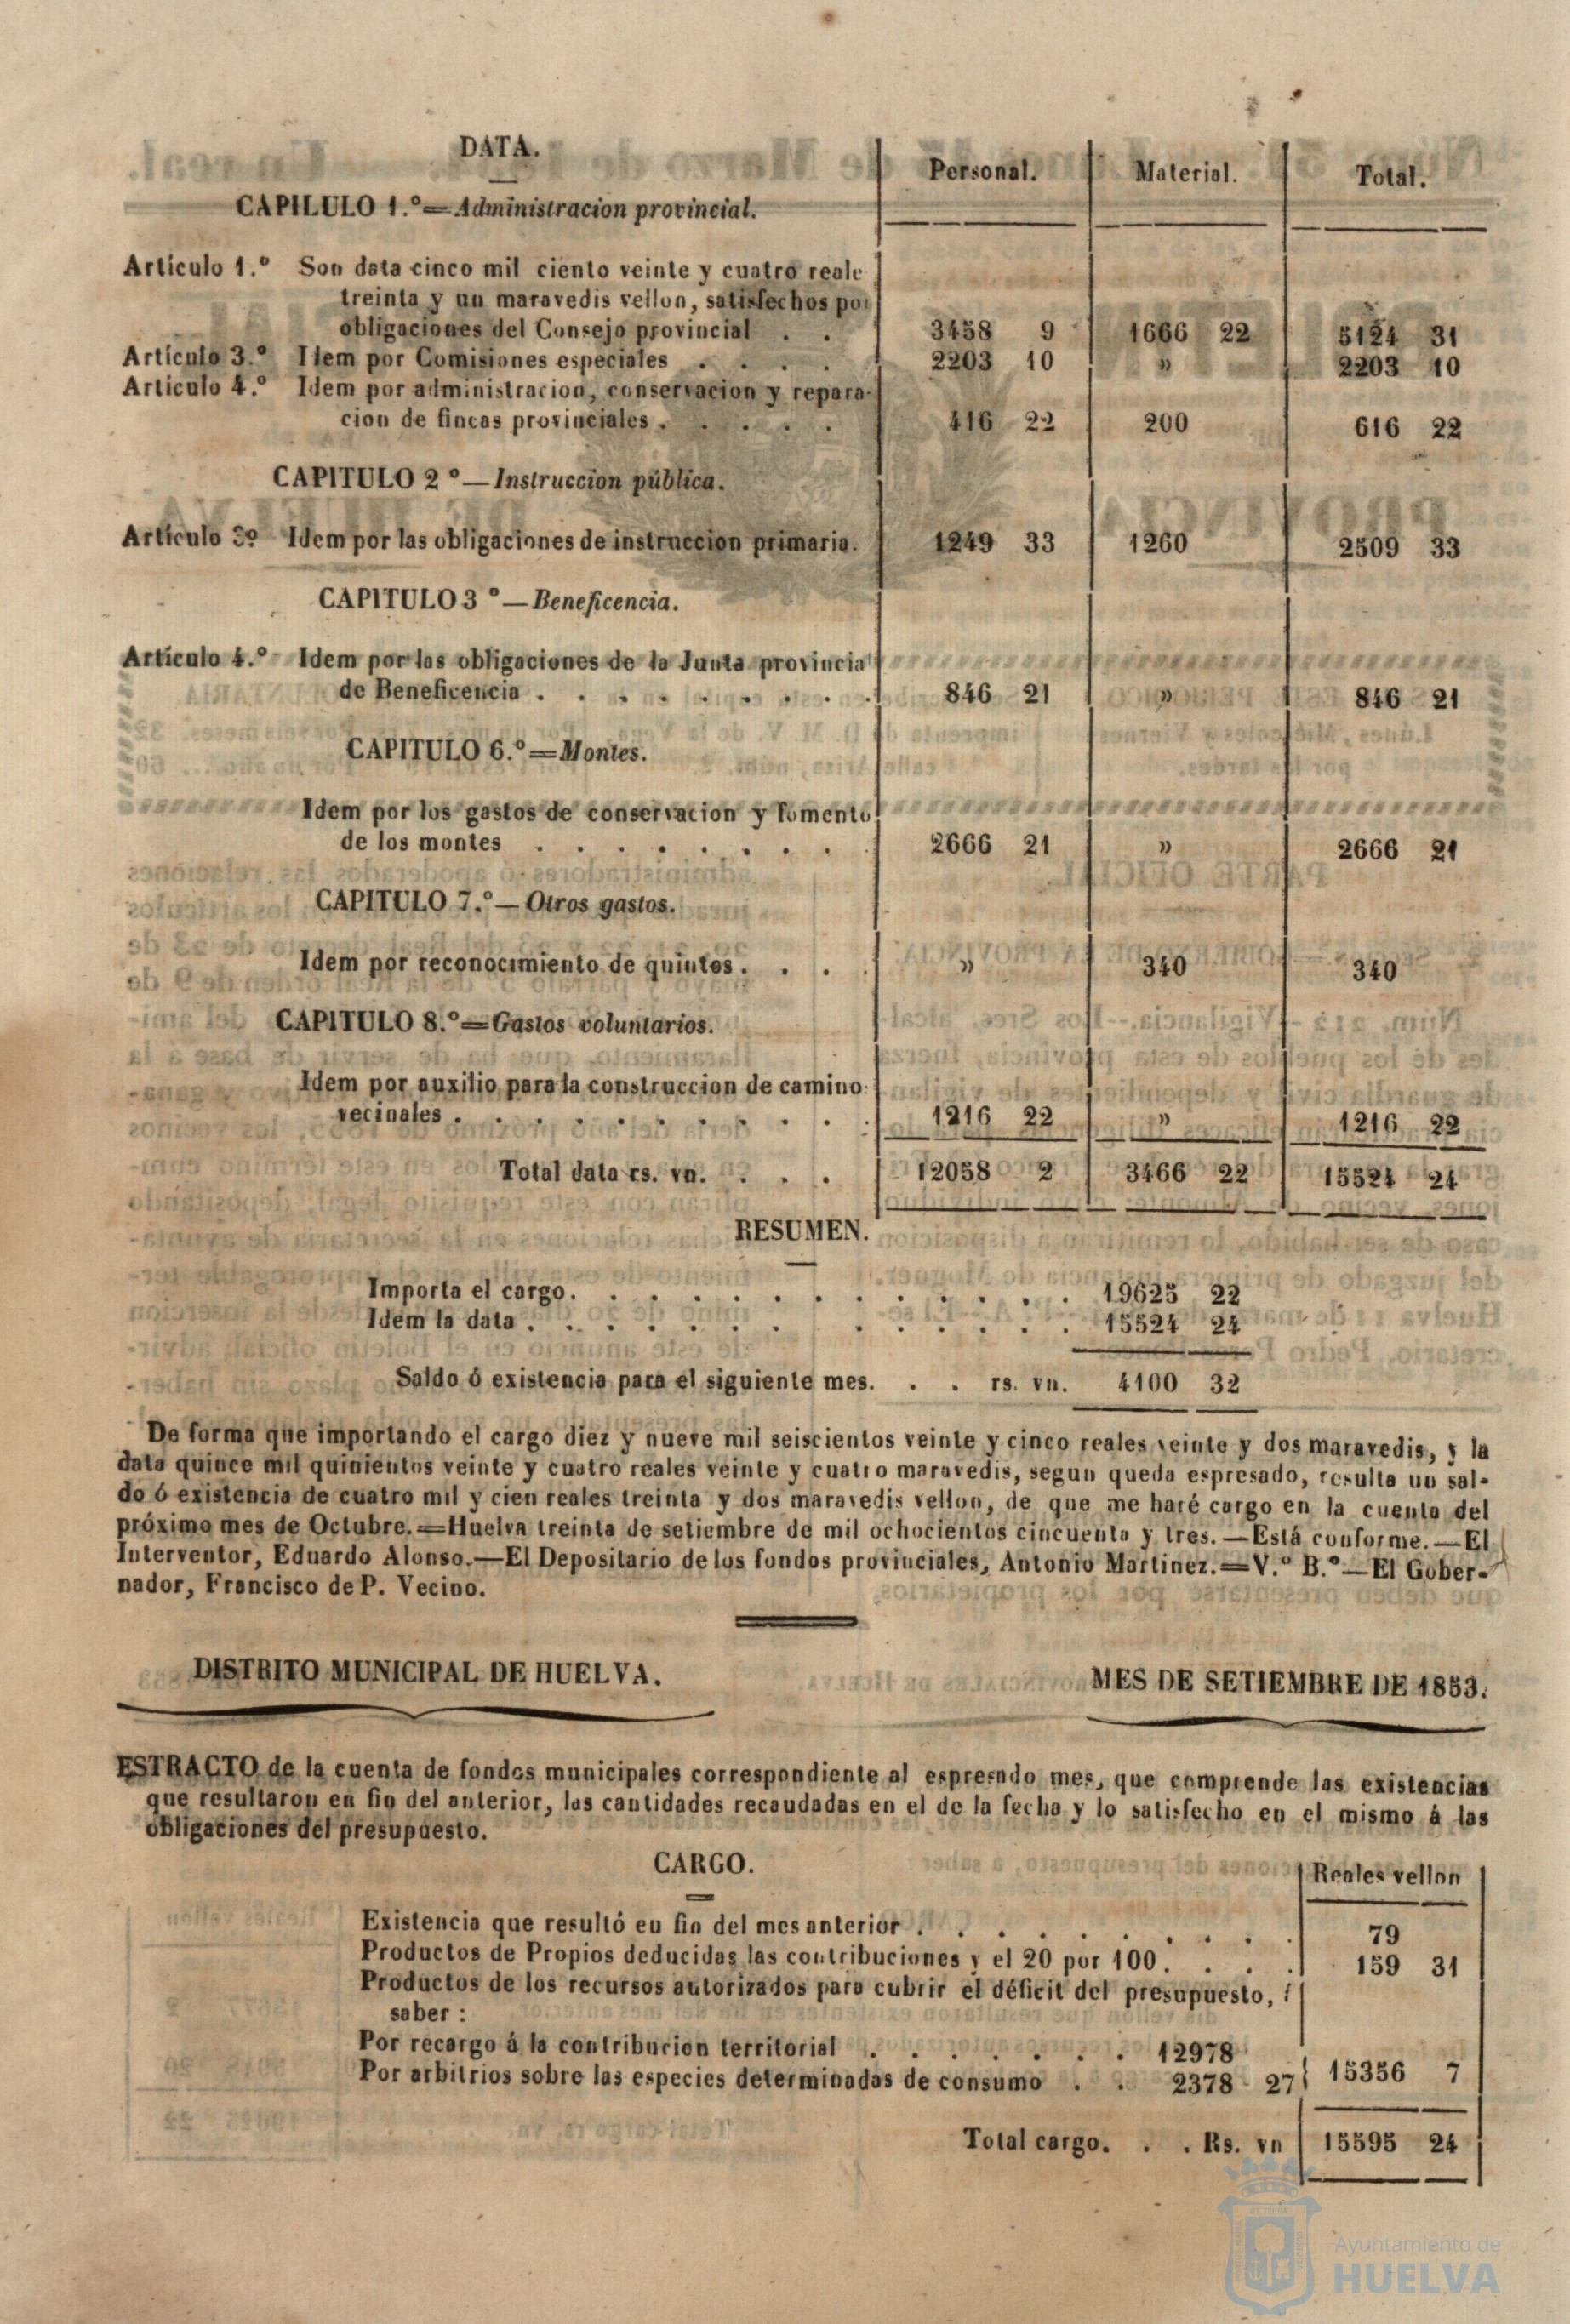 DATA.
Personal. Material. Total.
CAPILULO 1.º=Administracion provincial.
Artículo 1.º Son data cinco mil ciento veinte y cuatro reale
treinta y un maravedis vellon, satisfechos por
obligaciones del Consejo provincial . . 3458 9 1666 22 5124 31
Artículo 3.º Idem por Comisiones especiales . . . . 2203 10 » 2203 10
Artículo 4.º Idem por administracion, conservacion y repara-
cion de fincas provinciales . . . . . 416 22 200 616 22
CAPITULO 2 º—Instruccion pública.
Artículo 3º Idem por las obligaciones de instruccion primaria. 1249 33 1260 2509 33
CAPITULO 3 º—Beneficencia.
Artículo 4.º Idem por las obligaciones de la Junta provincial
de Beneficencia . . . . . . . . . 846 21 » 846 21
CAPITULO 6.º=Montes.
Idem por los gastos de conservacion y fomento
de los montes . . . . . . . . 2666 21 » 2666 21
CAPITULO 7.º—Otros gastos.
Idem por reconocimiento de quintos. . . . » 340 340
CAPITULO 8.º=Gastos voluntarios.
Idem por auxilio para la construccion de camino
vecinales . . . . . . . . . . . 1216 22 » 1216 22
Total data rs. vn. . . . 12058 2 3466 22 15524 24
RESUMEN.
Importa el cargo. . . . . . . . . . . . . 19625 22
Idem la data . . . . . . . . . . . . . 15524 24
Saldo ó existencia para el siguiente mes. . . rs. vn. 4100 32
De forma que importando el cargo diez y nueve mil seiscientos veinte y cinco reales veinte y dos maravedis, y la
data quince mil quinientos veinte y cuatro reales veinte y cuatro maravedis, segun queda espresado, resulta un sal-
do ó existencia de cuatro mil y cien reales treinta y dos maravedis vellon, de que me haré cargo en la cuenta del
próximo mes de Octubre.=Huelva treinta de setiembre de mil ochocientos cincuenta y tres.—Está conforme.—El
Interventor, Eduardo Alonso.—El Depositario de los fondos provinciales, Antonio Martinez.=V.º B.º—El Gober-
nador, Francisco de P. Vecino.
DISTRITO MUNICIPAL DE HUELVA. MES DE SETIEMBRE DE 1853.
ESTRACTO de la cuenta de fondos municipales correspondiente al espresado mes, que comprende las existencias
que resultaron en fin del anterior, las cantidades recaudadas en el de la fecha y lo satisfecho en el mismo á las
obligaciones del presupuesto.
CARGO. Reales vellon
Existencia que resultó en fin del mes anterior . . . . . . . . . 79
Productos de Propios deducidas las contribuciones y el 20 por 100. . . . 159 31
Productos de los recursos autorizados para cubrir el déficit del presupuesto, á
saber :
Por recargo á la contribucion territorial . . . . . . . 12978
Por arbitrios sobre las especies determinadas de consumo . . 2378 27 15356 7
Total cargo. . . Rs. vn 15595 24
Ayuntamiento de
HUELVA